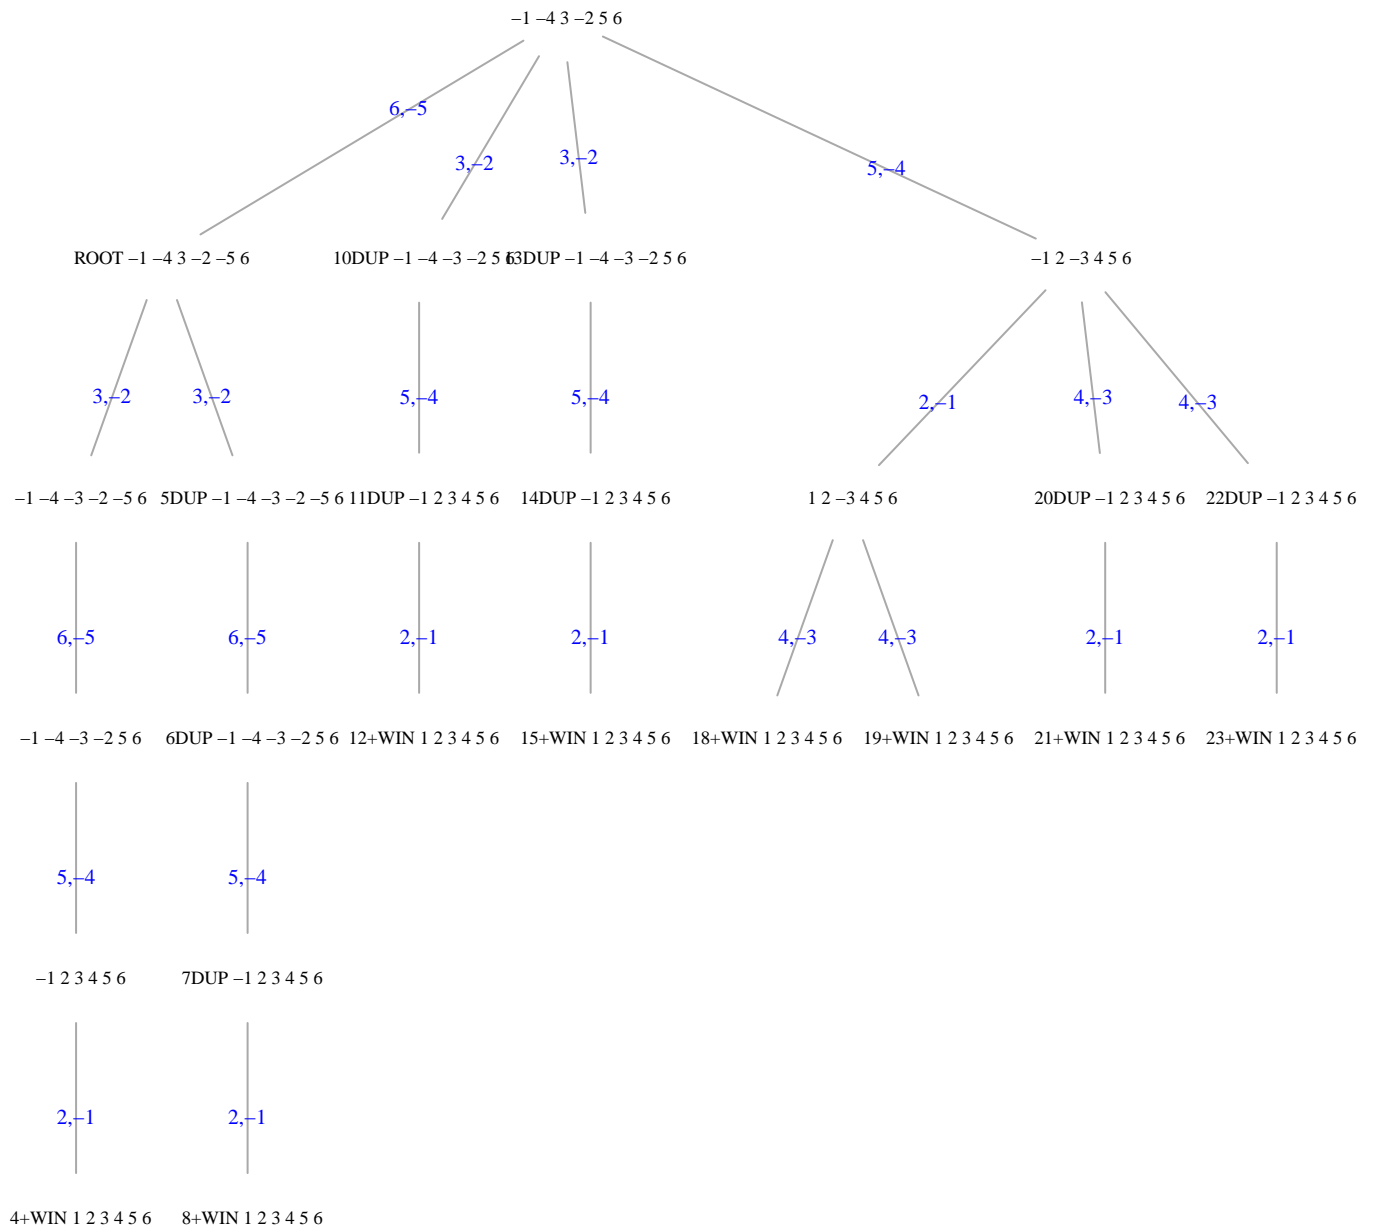 −1 −4 3 −2 5 6
6,−5
3,−2
3,−2
5,−4
ROOT −1 −4 3 −2 −5 6
10DUP −1 −4 −3 −2 5 6
13DUP −1 −4 −3 −2 5 6
−1 2 −3 4 5 6
3,−2
3,−2
5,−4
5,−4
2,−1
4,−3
4,−3
−1 −4 −3 −2 −5 6
5DUP −1 −4 −3 −2 −5 6
11DUP −1 2 3 4 5 6
14DUP −1 2 3 4 5 6
1 2 −3 4 5 6
20DUP −1 2 3 4 5 6
22DUP −1 2 3 4 5 6
6,−5
6,−5
2,−1
2,−1
4,−3
4,−3
2,−1
2,−1
−1 −4 −3 −2 5 6
6DUP −1 −4 −3 −2 5 6
12+WIN 1 2 3 4 5 6
15+WIN 1 2 3 4 5 6
18+WIN 1 2 3 4 5 6
19+WIN 1 2 3 4 5 6
21+WIN 1 2 3 4 5 6
23+WIN 1 2 3 4 5 6
5,−4
5,−4
−1 2 3 4 5 6
7DUP −1 2 3 4 5 6
2,−1
2,−1
4+WIN 1 2 3 4 5 6
8+WIN 1 2 3 4 5 6